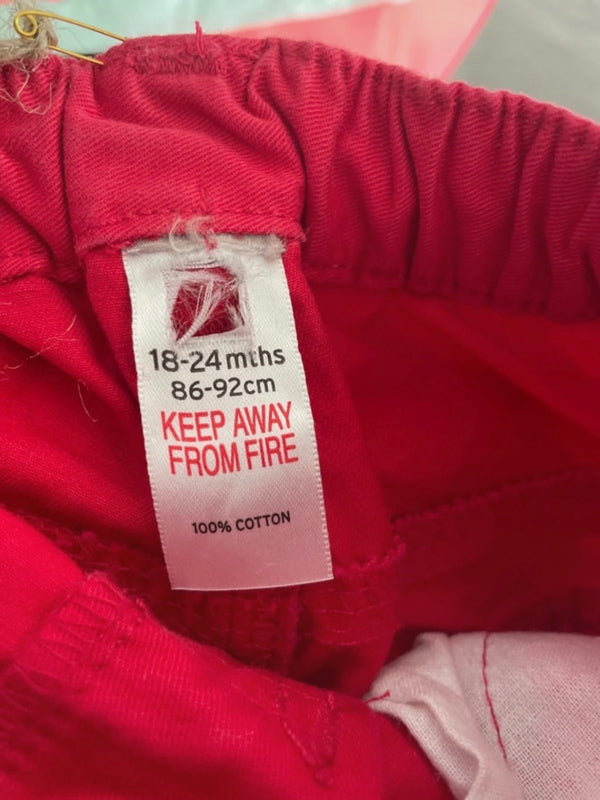 18-24 mths
86-92cm
KEEP AWAY
FROM FIRE
100% COTTON